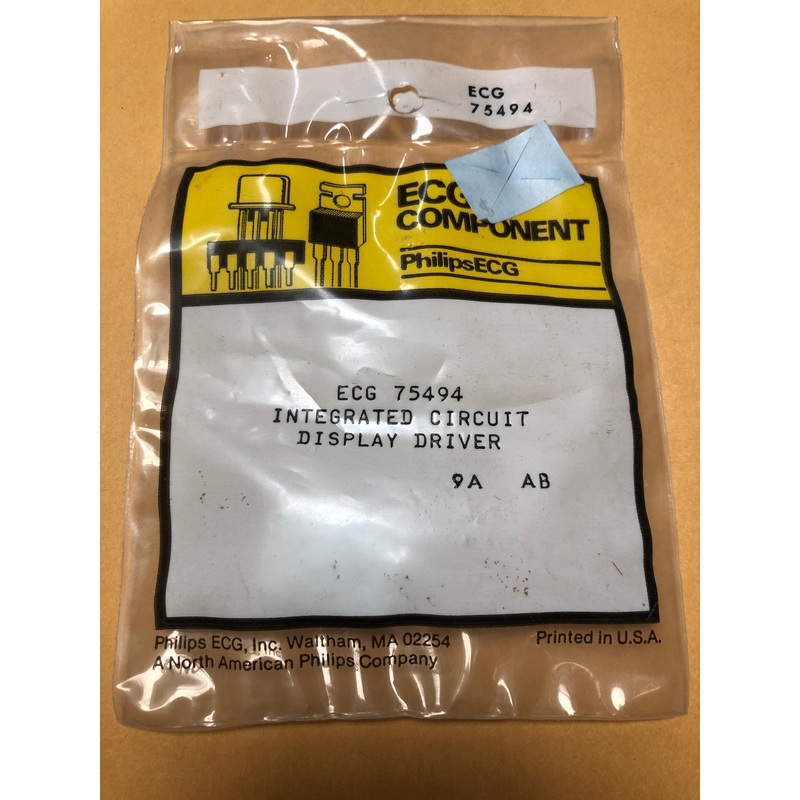 ECG
75494
ECG
COMPONENT
PhilipsECG
ECG 75494
INTEGRATED CIRCUIT
DISPLAY DRIVER
9A AB
Philips ECG, Inc. Waltham, MA 02254
A North American Philips Company
Printed in U.S.A.